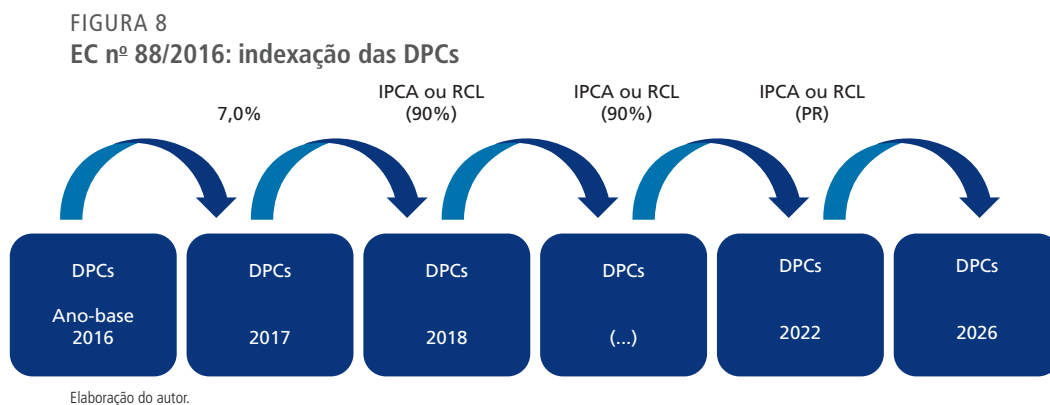 FIGURA 8
EC nº 88/2016: indexação das DPCs
7,0%
IPCA ou RCL
(90%)
IPCA ou RCL
(90%)
IPCA ou RCL
(PR)
DPCs
Ano-base
2016
DPCs
2017
DPCs
2018
DPCs
(...)
DPCs
2022
DPCs
2026
Elaboração do autor.